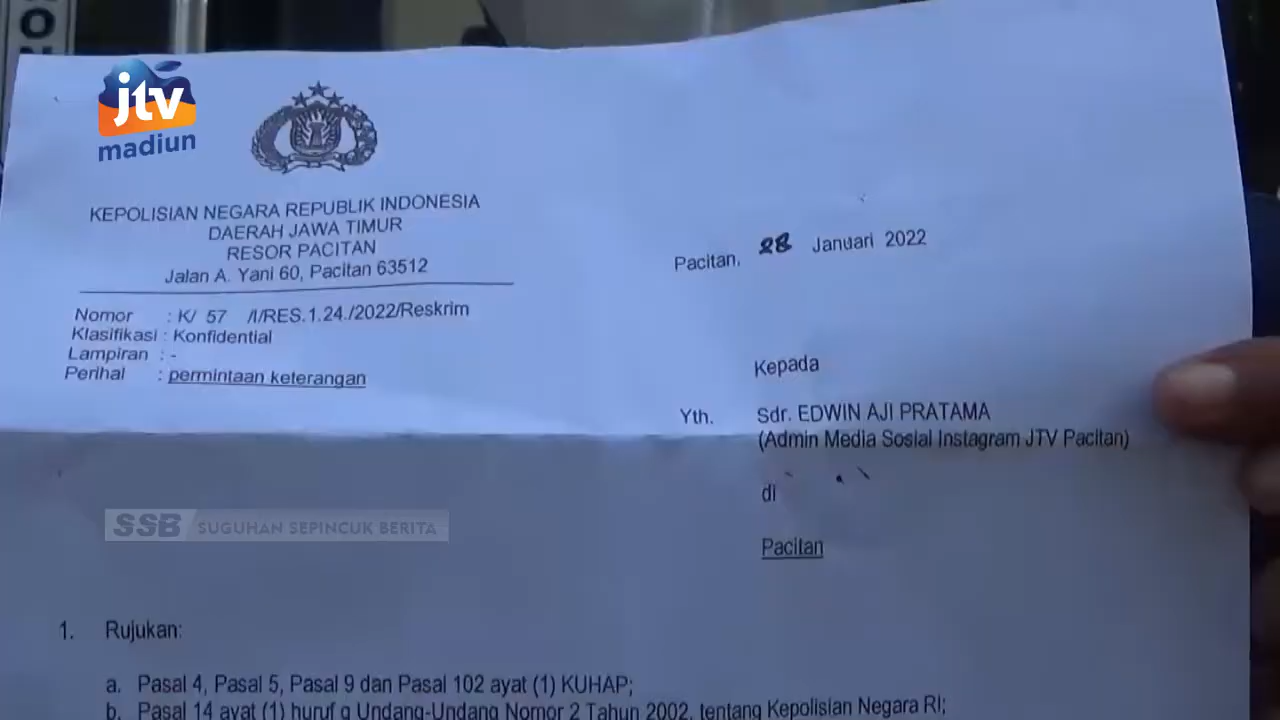 ON
jtv
madiun
KEPOLISIAN NEGARA REPUBLIK INDONESIA
DAERAH JAWA TIMUR
RESOR PACITAN
Jalan A. Yani 60, Pacitan 63512
Nomor : K/ 57 /I/RES.1.24./2022/Reskrim
Klasifikasi : Konfidential
Lampiran : -
Perihal : permintaan keterangan
Pacitan, 28 Januari 2022
Kepada
Yth. Sdr. EDWIN AJI PRATAMA
(Admin Media Sosial Instagram JTV Pacitan)
di
Pacitan
SSB SUGUHAN SEPINCUK BERITA
1. Rujukan:
a. Pasal 4, Pasal 5, Pasal 9 dan Pasal 102 ayat (1) KUHAP;
b. Pasal 14 ayat (1) huruf g Undang-Undang Nomor 2 Tahun 2002, tentang Kepolisian Negara RI;